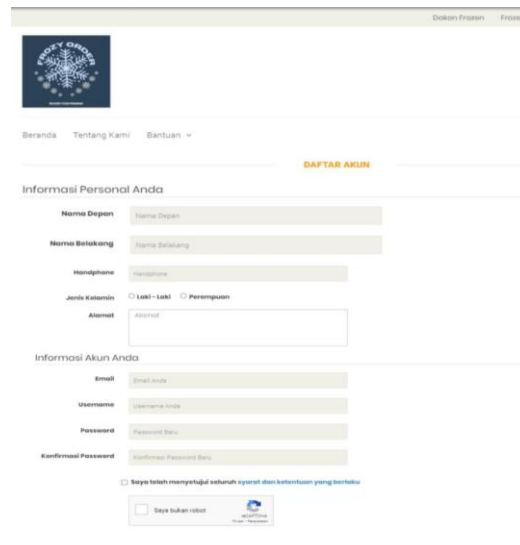 Dakon Frozen Froze
FROZY ORDER
Beranda Tentang Kami Bantuan
DAFTAR AKUN
Informasi Personal Anda
Nama Depan Nama Depan
Nama Belakang Nama Belakang
Handphone Handphone
Jenis Kelamin Laki - Laki Perempuan
Alamat Alamat
Informasi Akun Anda
Email Email Anda
Username Username Anda
Password Password Baru
Konfirmasi Password Konfirmasi Password Baru
Saya telah menyetujui seluruh syarat dan ketentuan yang berlaku
Saya bukan robot
reCAPTCHA